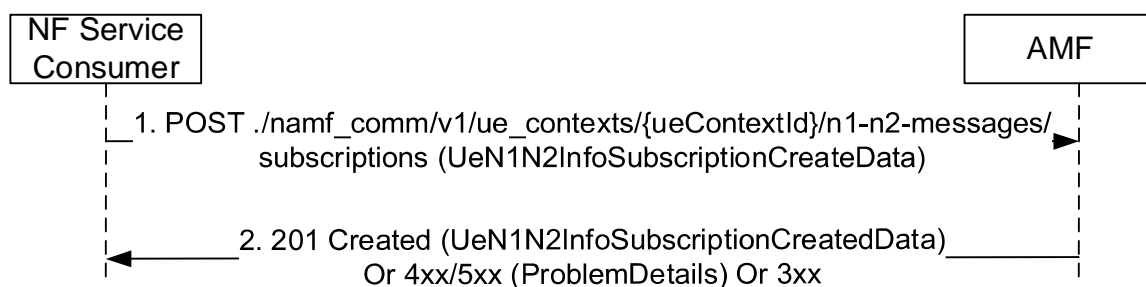 NF Service
Consumer
AMF
1. POST ./namf_comm/v1/ue_contexts/{ueContextId}/n1-n2-messages/
subscriptions (UeN1N2InfoSubscriptionCreateData)
2. 201 Created (UeN1N2InfoSubscriptionCreatedData)
Or 4xx/5xx (ProblemDetails) Or 3xx